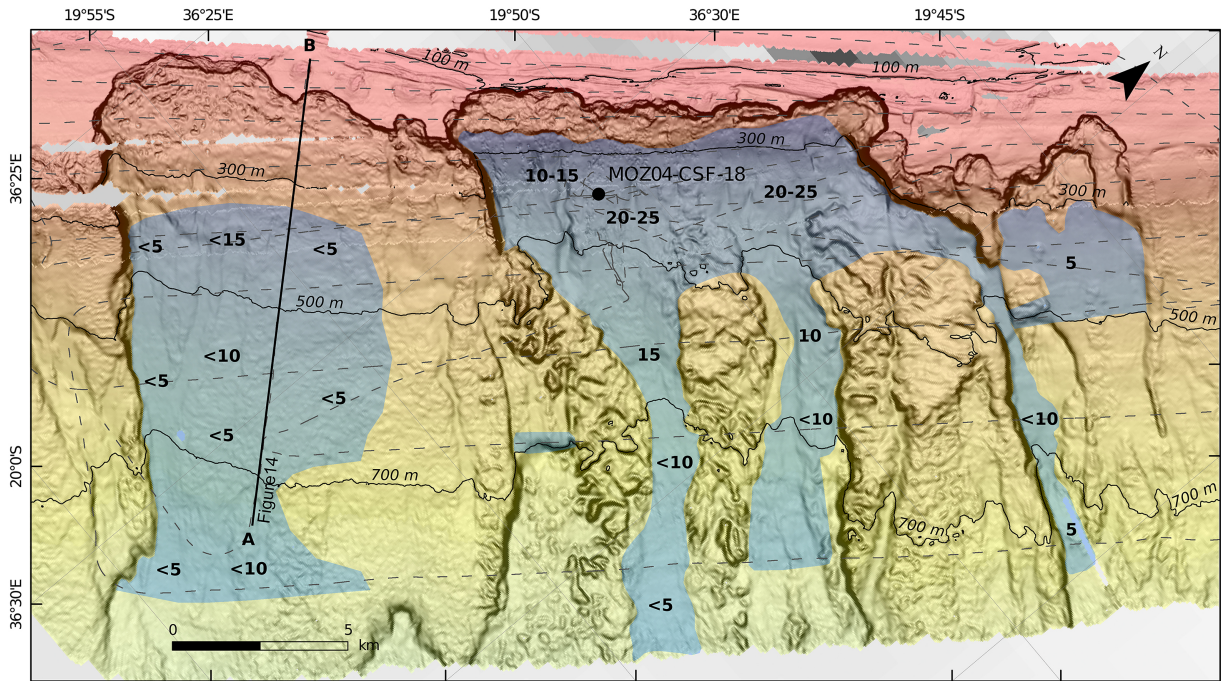 19°55'S 36°25'E 19°50'S 36°30'E 19°45'S
B
N
100 m 100 m
300 m
36°25'E
300 m
10-15 MOZ04-CSF-18
20-25
300 m
20-25
<5 <15 <5
5
500 m
500 m
10
15
<10
<5
<5
<10 <10
<5
<10
20°0'S
700 m
Figure14
700 m
700 m
5
A
<5 <10
<5
36°30'E
0 5
km